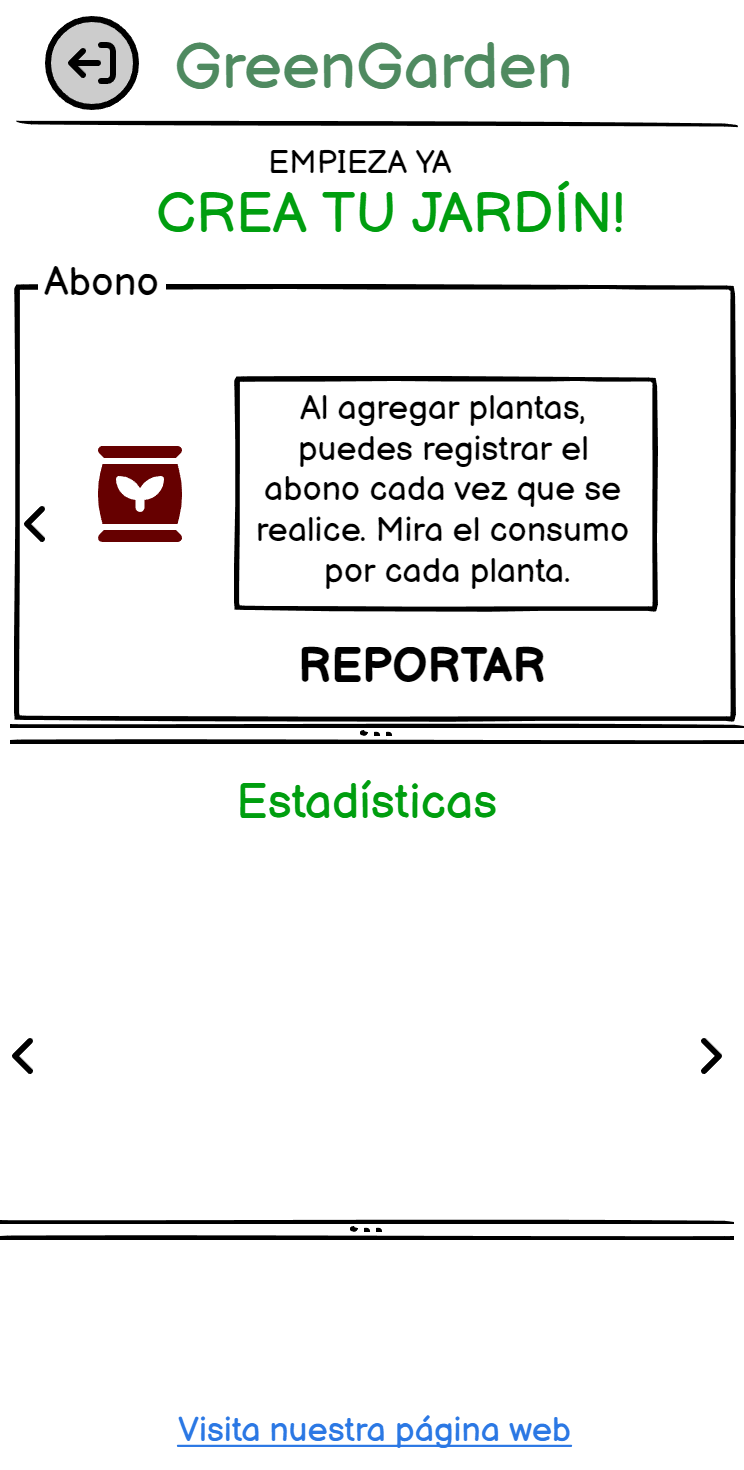 GreenGarden
EMPIEZA YA
CREA TU JARDÍN!
Abono
Al agregar plantas,
puedes registrar el
abono cada vez que se
realice. Mira el consumo
por cada planta.
REPORTAR
Estadísticas
Visita nuestra página web